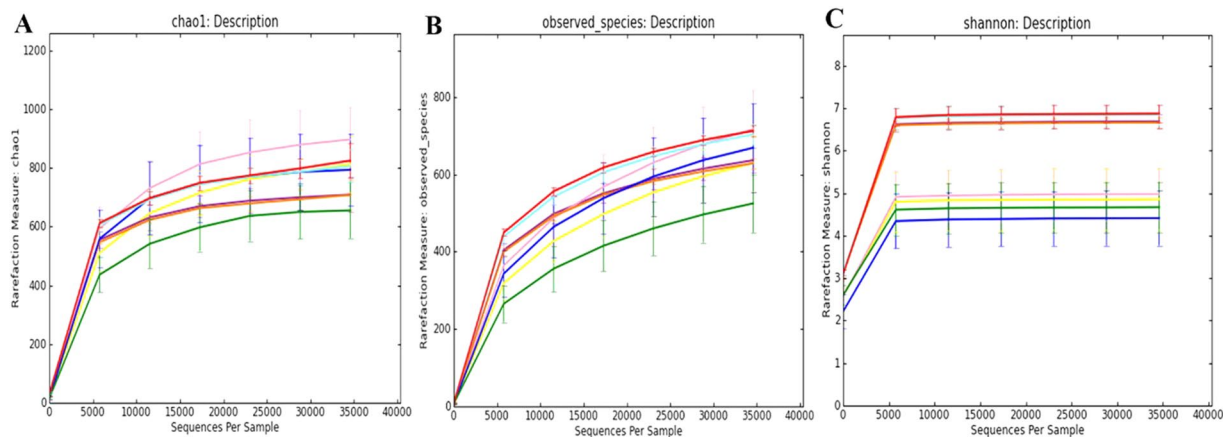 A
chao1: Description
Rarefaction Measure: chao1
1200
1000
800
600
400
200
0
0 5000 10000 15000 20000 25000 30000 35000 40000
Sequences Per Sample
B
observed_species: Description
Rarefaction Measure: observed_species
800
600
400
200
0
0 5000 10000 15000 20000 25000 30000 35000 40000
Sequences Per Sample
C
shannon: Description
Rarefaction Measure: shannon
8
7
6
5
4
3
2
1
0
0 5000 10000 15000 20000 25000 30000 35000 40000
Sequences Per Sample